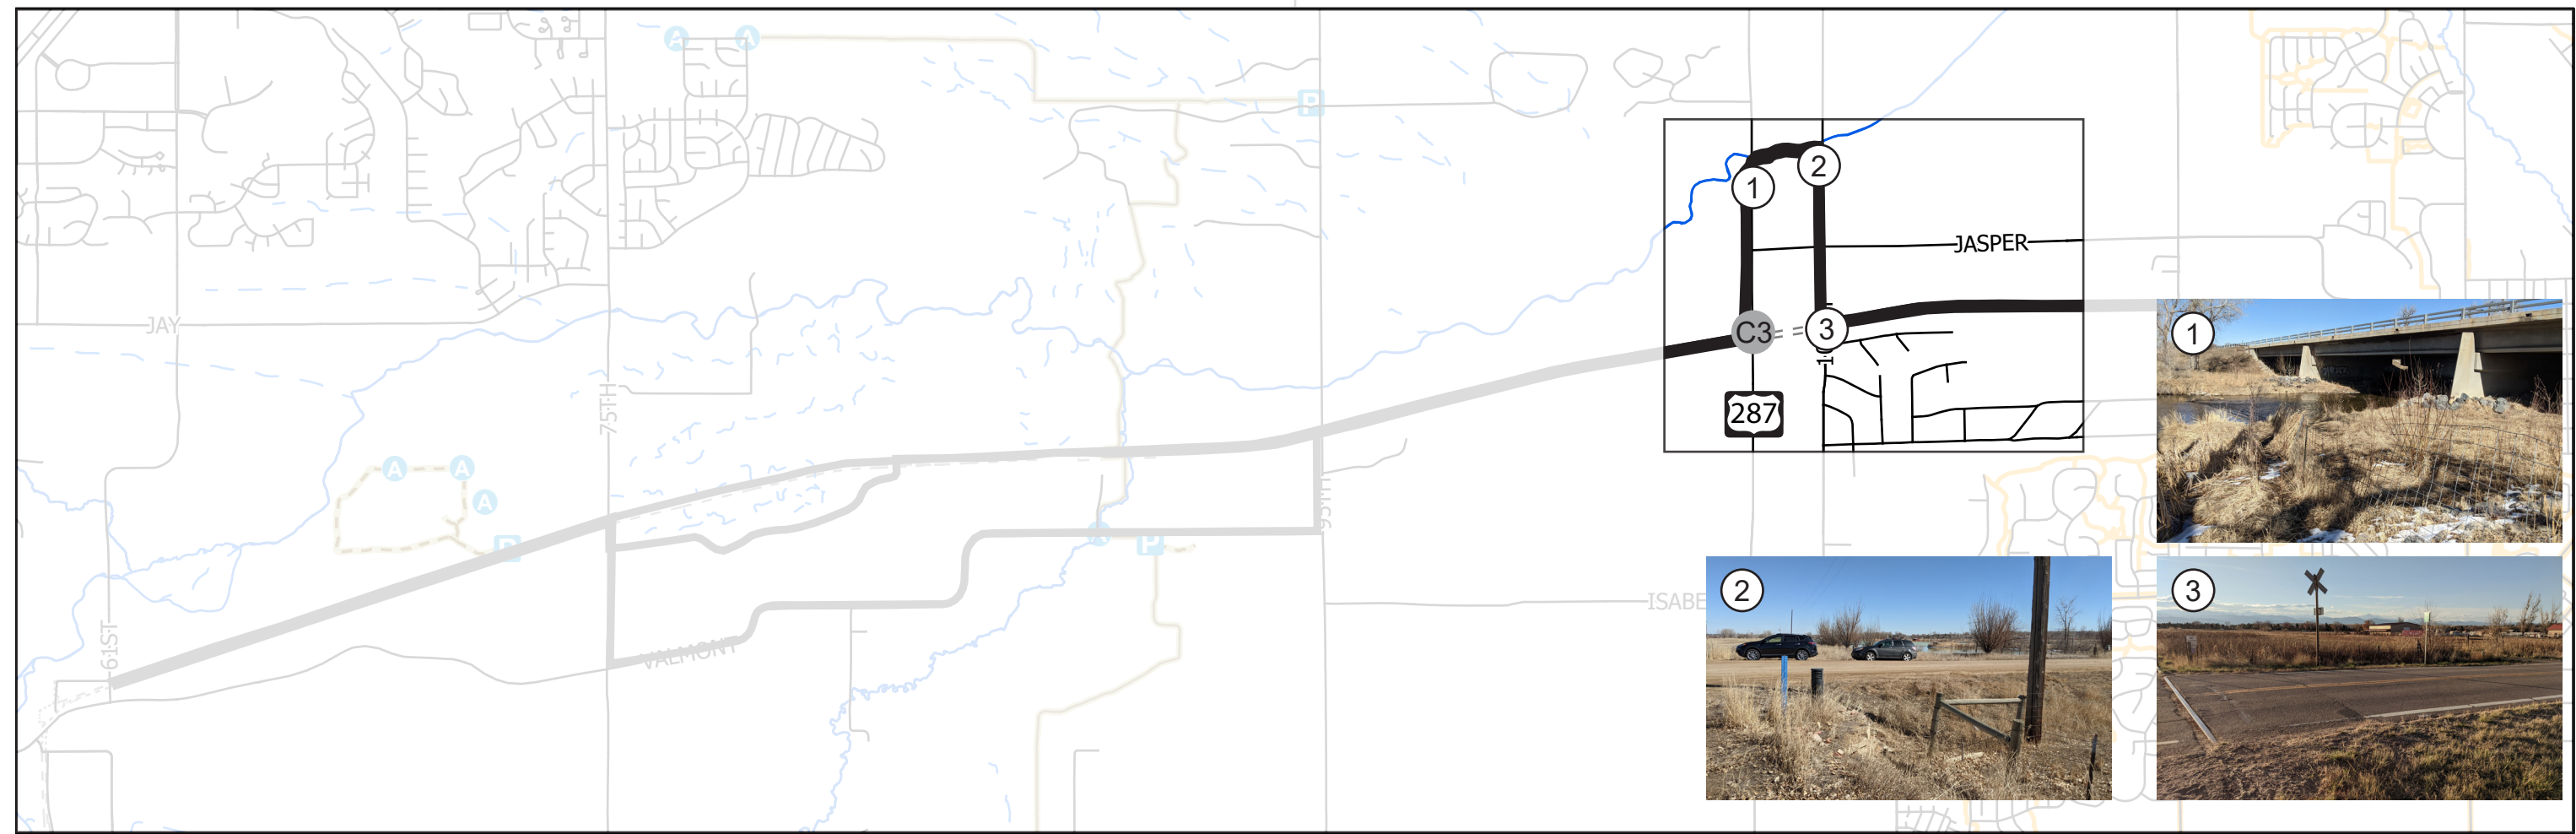 A
A
P
1
2
JASPER
JAY
C3
3
287
75TH
A
A
A
P
95TH
A
P
ISABE
61ST
VALMONT
1
2
3